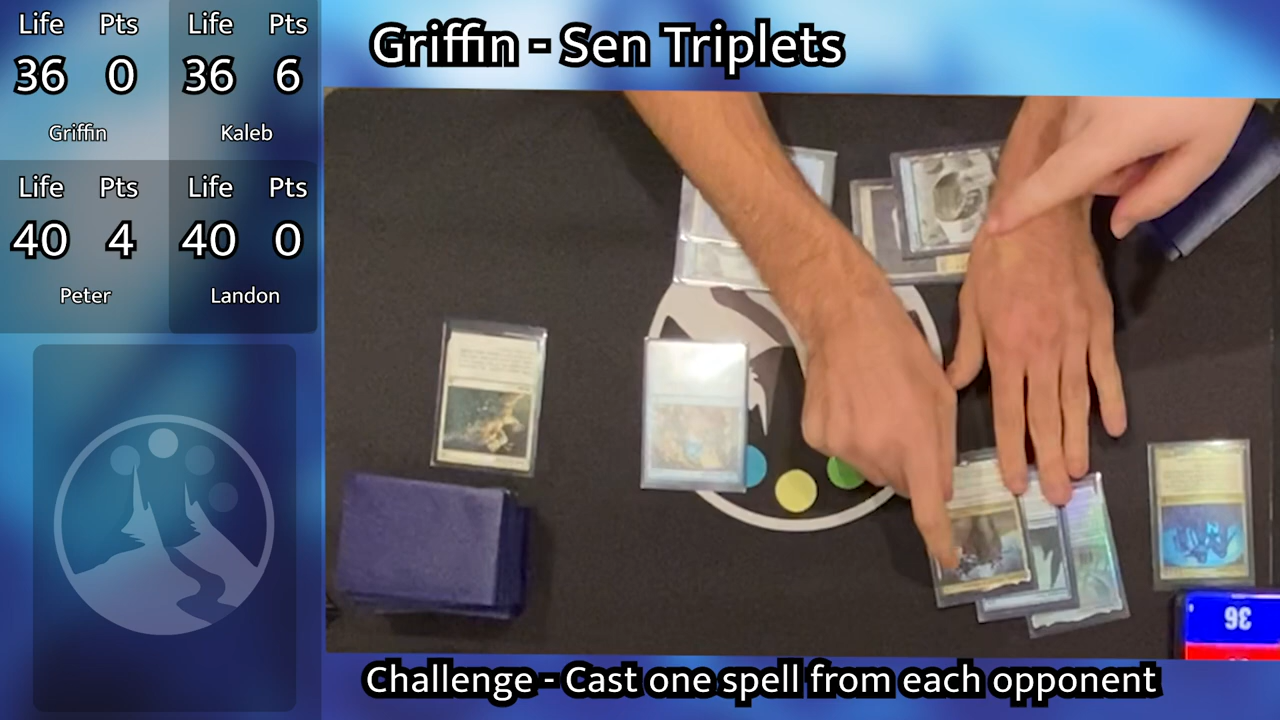 Griffin - Sen Triplets
Life Pts Life Pts
36 0 36 6
Griffin Kaleb
Life Pts Life Pts
40 4 40 0
Peter Landon
36
Challenge - Cast one spell from each opponent